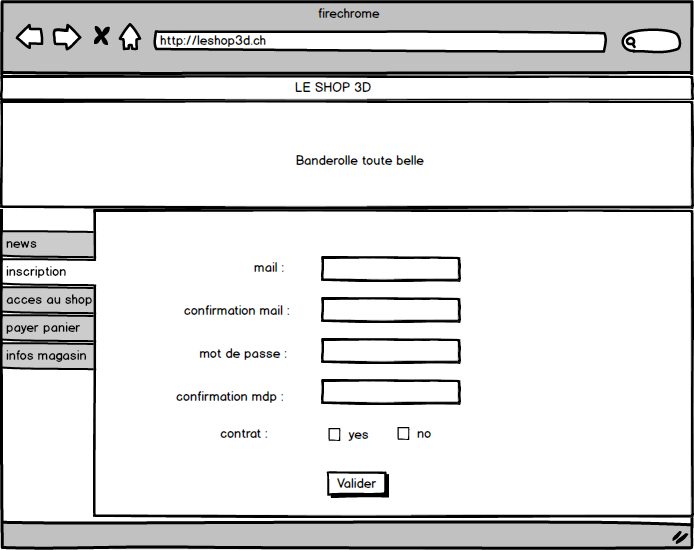 firechrome
http://leshop3d.ch
LE SHOP 3D
Banderolle toute belle
news
inscription
acces au shop
payer panier
infos magasin
mail :
confirmation mail :
mot de passe :
confirmation mdp :
contrat : yes no
Valider